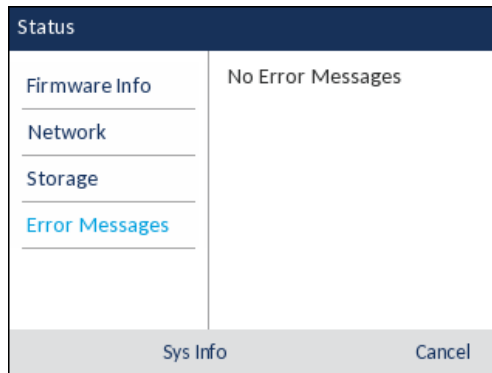 Status
Firmware Info
Network
Storage
Error Messages
No Error Messages
Sys Info
Cancel